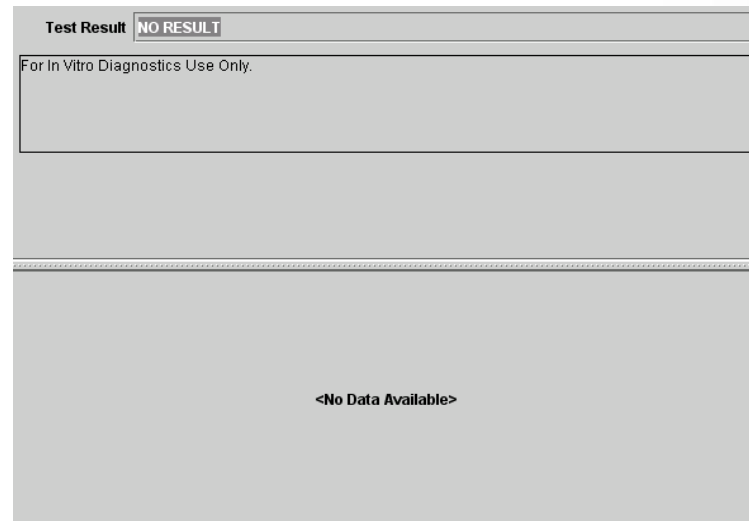 Test Result NO RESULT
For In Vitro Diagnostics Use Only.
<No Data Available>